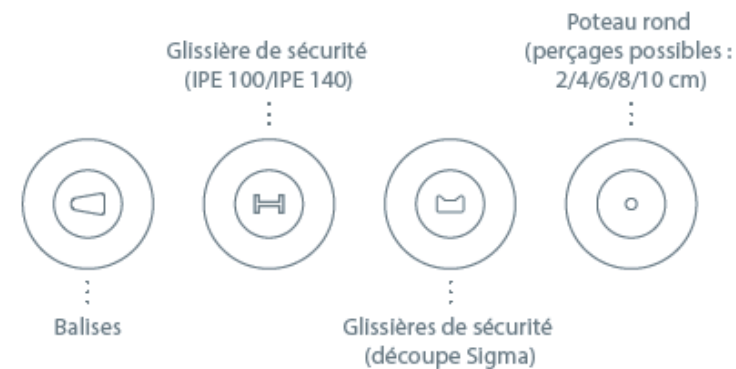 Poteau rond
(perçages possibles :
2/4/6/8/10 cm)
Glissière de sécurité
(IPE 100/IPE 140)
Balises
Glissières de sécurité
(découpe Sigma)